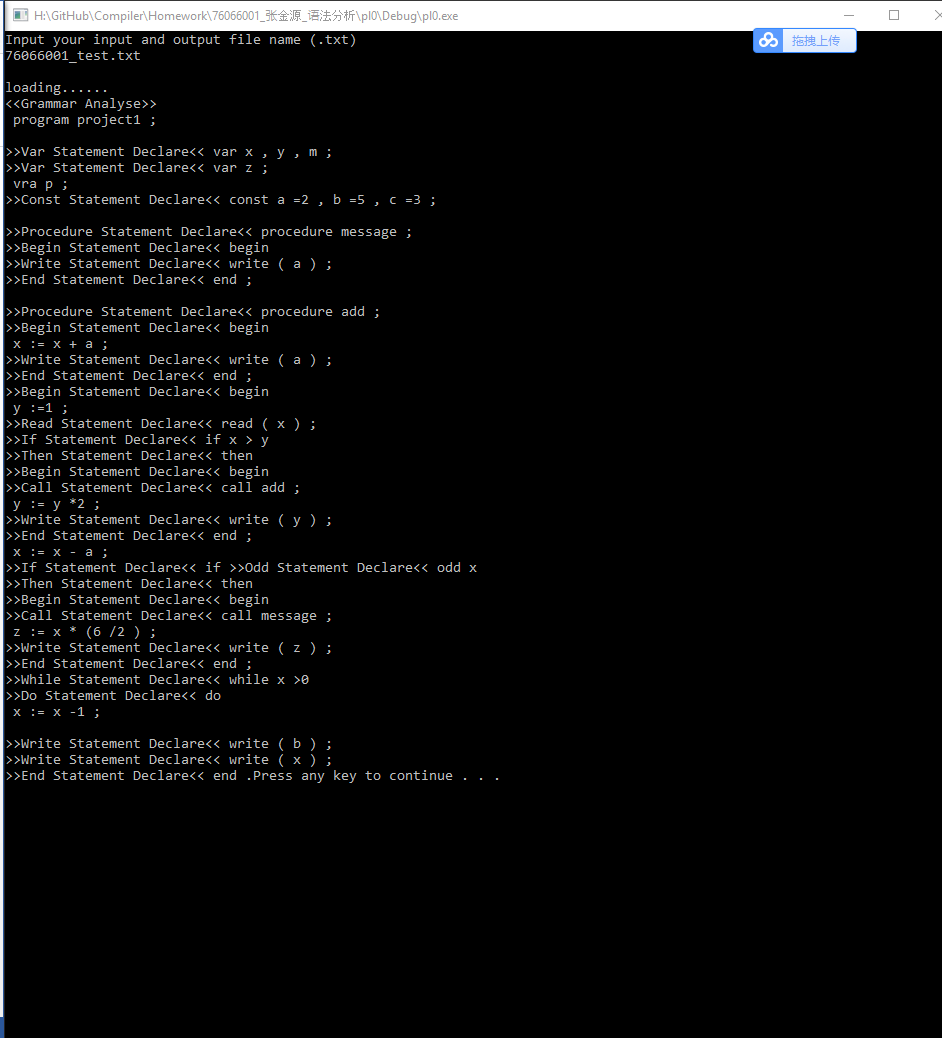 H:\GitHub\Compiler\Homework\76066001_张金源_语法分析\pl0\Debug\pl0.exe
Input your input and output file name (.txt)
拖拽上传
76066001_test.txt
loading......
<<Grammar Analyse>>
program project1 ;
>>Var Statement Declare<< var x , y , m ;
>>Var Statement Declare<< var z ;
vra p ;
>>Const Statement Declare<< const a =2 , b =5 , c =3 ;
>>Procedure Statement Declare<< procedure message ;
>>Begin Statement Declare<< begin
>>Write Statement Declare<< write ( a ) ;
>>End Statement Declare<< end ;
>>Procedure Statement Declare<< procedure add ;
>>Begin Statement Declare<< begin
x := x + a ;
>>Write Statement Declare<< write ( a ) ;
>>End Statement Declare<< end ;
>>Begin Statement Declare<< begin
y :=1 ;
>>Read Statement Declare<< read ( x ) ;
>>If Statement Declare<< if x > y
>>Then Statement Declare<< then
>>Begin Statement Declare<< begin
>>Call Statement Declare<< call add ;
y := y *2 ;
>>Write Statement Declare<< write ( y ) ;
>>End Statement Declare<< end ;
x := x - a ;
>>If Statement Declare<< if >>Odd Statement Declare<< odd x
>>Then Statement Declare<< then
>>Begin Statement Declare<< begin
>>Call Statement Declare<< call message ;
z := x * (6 /2 ) ;
>>Write Statement Declare<< write ( z ) ;
>>End Statement Declare<< end ;
>>While Statement Declare<< while x >0
>>Do Statement Declare<< do
x := x -1 ;
>>Write Statement Declare<< write ( b ) ;
>>Write Statement Declare<< write ( x ) ;
>>End Statement Declare<< end .Press any key to continue . . .